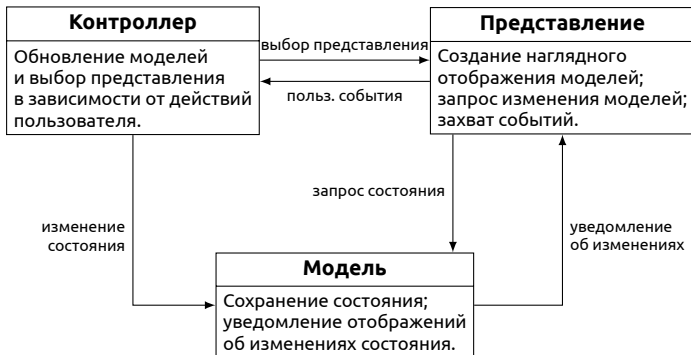 Контроллер
Обновление моделей
и выбор представления
в зависимости от действий
пользователя.
выбор представления
польз. события
Представление
Создание наглядного
отображения моделей;
запрос изменения моделей;
захват событий.
изменение
состояния
запрос состояния
уведомление
об изменениях
Модель
Сохранение состояния;
уведомление отображений
об изменениях состояния.